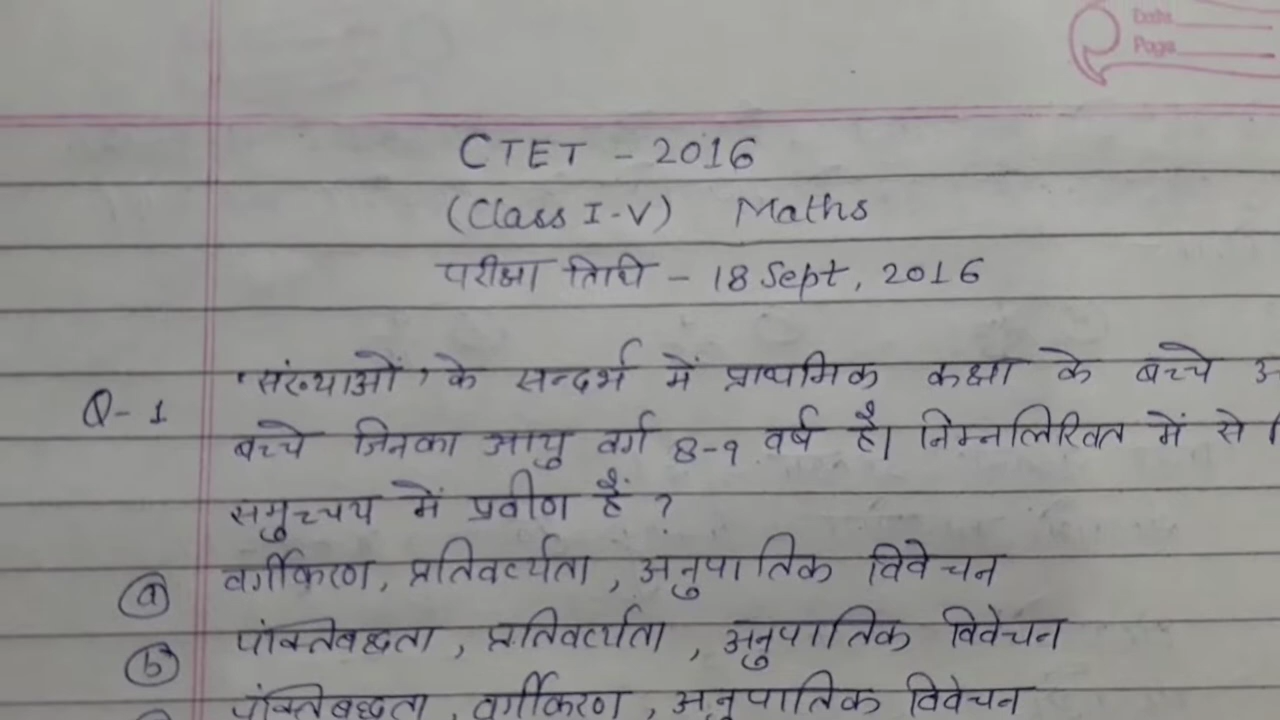 Date
Page
CTET - 2016
(Class I-V) Maths
परीक्षा तिथि - 18 Sept, 2016
Q-1 'संख्याओं' के सन्दर्भ में प्राथमिक कक्षा के बच्चे
बच्चे जिनका आयु वर्ग 8-9 वर्ष है। निम्नलिखित में से
समुच्चय में प्रवीण हैं ?
(a) वर्गीकरण, प्रतिवर्त्यता, अनुपातिक विवेचन
(b) पंक्तिबद्धता, प्रतिवर्त्यता, अनुपातिक विवेचन
पंक्तिबद्धता, वर्गीकरण, अनुपातिक विवेचन